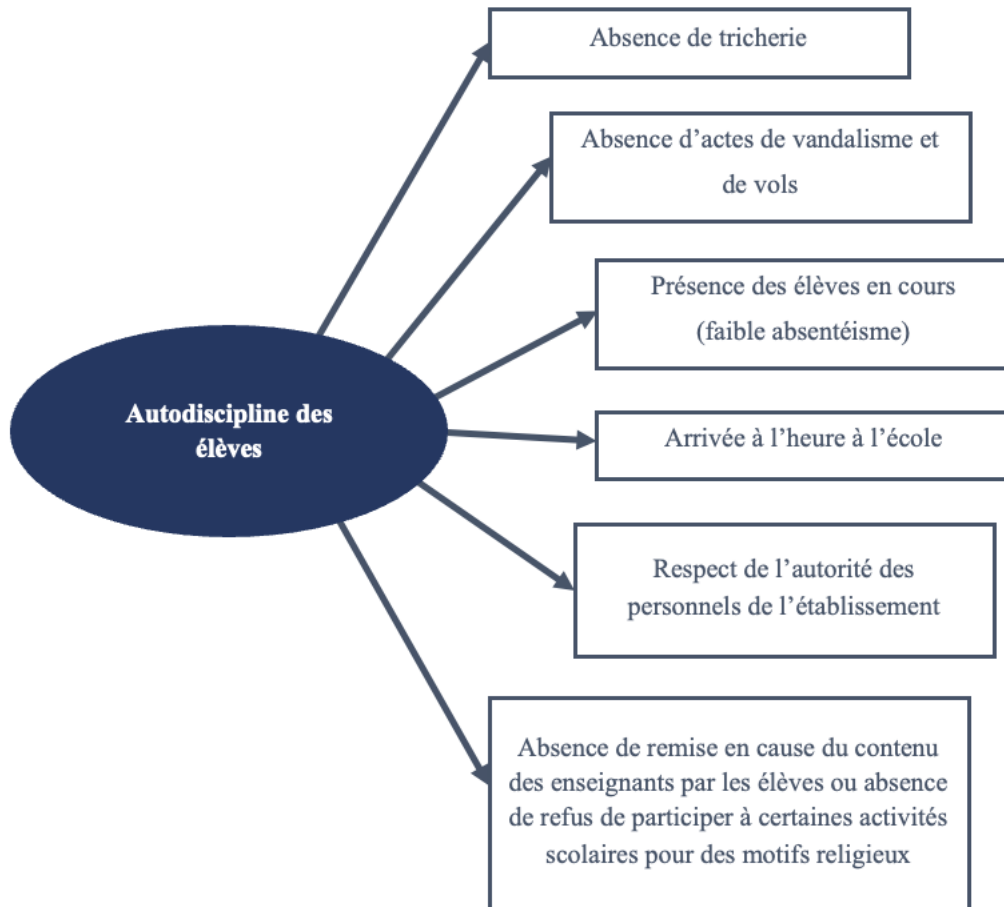 Absence de tricherie
Absence d’actes de vandalisme et
de vols
Présence des élèves en cours
(faible absentéisme)
Autodiscipline des
élèves
Arrivée à l’heure à l’école
Respect de l’autorité des
personnels de l’établissement
Absence de remise en cause du contenu
des enseignants par les élèves ou absence
de refus de participer à certaines activités
scolaires pour des motifs religieux